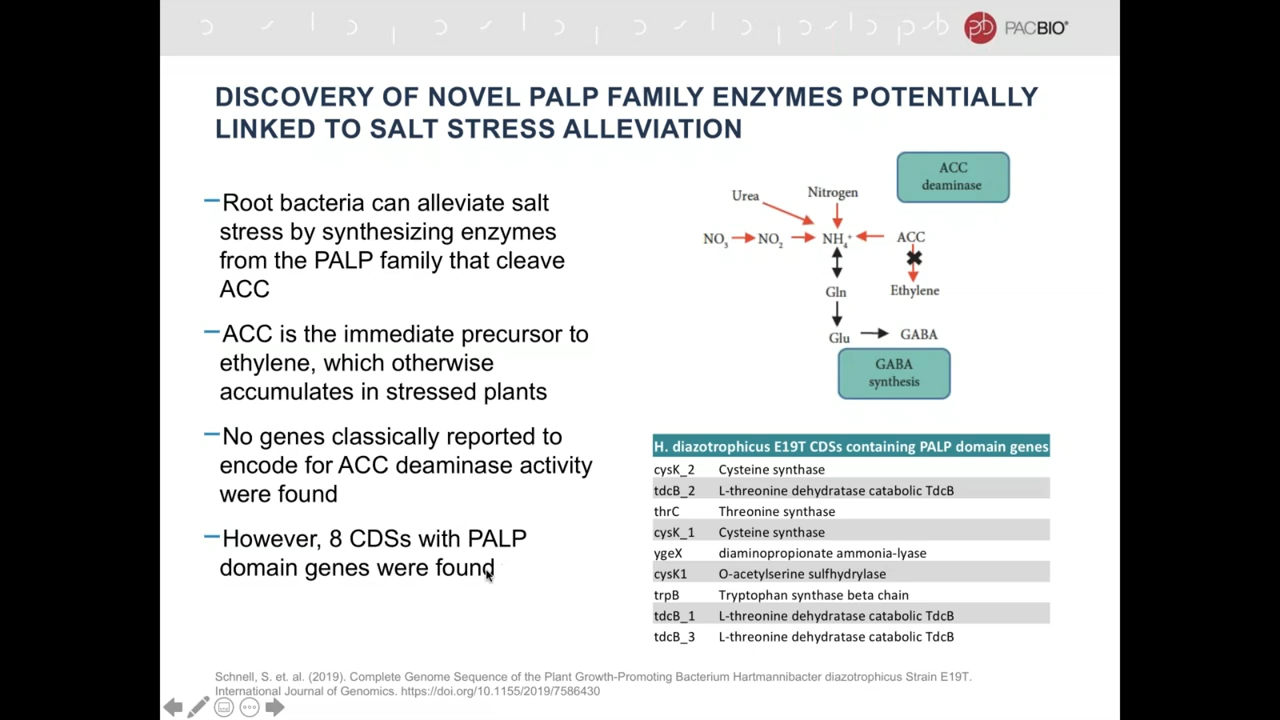 PACBIO®
DISCOVERY OF NOVEL PALP FAMILY ENZYMES POTENTIALLY
LINKED TO SALT STRESS ALLEVIATION
–Root bacteria can alleviate salt
stress by synthesizing enzymes
from the PALP family that cleave
ACC
–ACC is the immediate precursor to
ethylene, which otherwise
accumulates in stressed plants
–No genes classically reported to
encode for ACC deaminase activity
were found
–However, 8 CDSs with PALP
domain genes were found
ACC
deaminase
Urea
Nitrogen
NO₃ NO₂ NH₄⁺ ACC
Gln
Ethylene
Glu GABA
GABA
synthesis
H. diazotrophicus E19T CDSs containing PALP domain genes
cysK_2 Cysteine synthase
tdcB_2 L-threonine dehydratase catabolic TdcB
thrC Threonine synthase
cysK_1 Cysteine synthase
ygeX diaminopropionate ammonia-lyase
cysK1 O-acetylserine sulfhydrylase
trpB Tryptophan synthase beta chain
tdcB_1 L-threonine dehydratase catabolic TdcB
tdcB_3 L-threonine dehydratase catabolic TdcB
Schnell, S. et. al. (2019). Complete Genome Sequence of the Plant Growth-Promoting Bacterium Hartmannibacter diazotrophicus Strain E19T.
International Journal of Genomics. https://doi.org/10.1155/2019/7586430